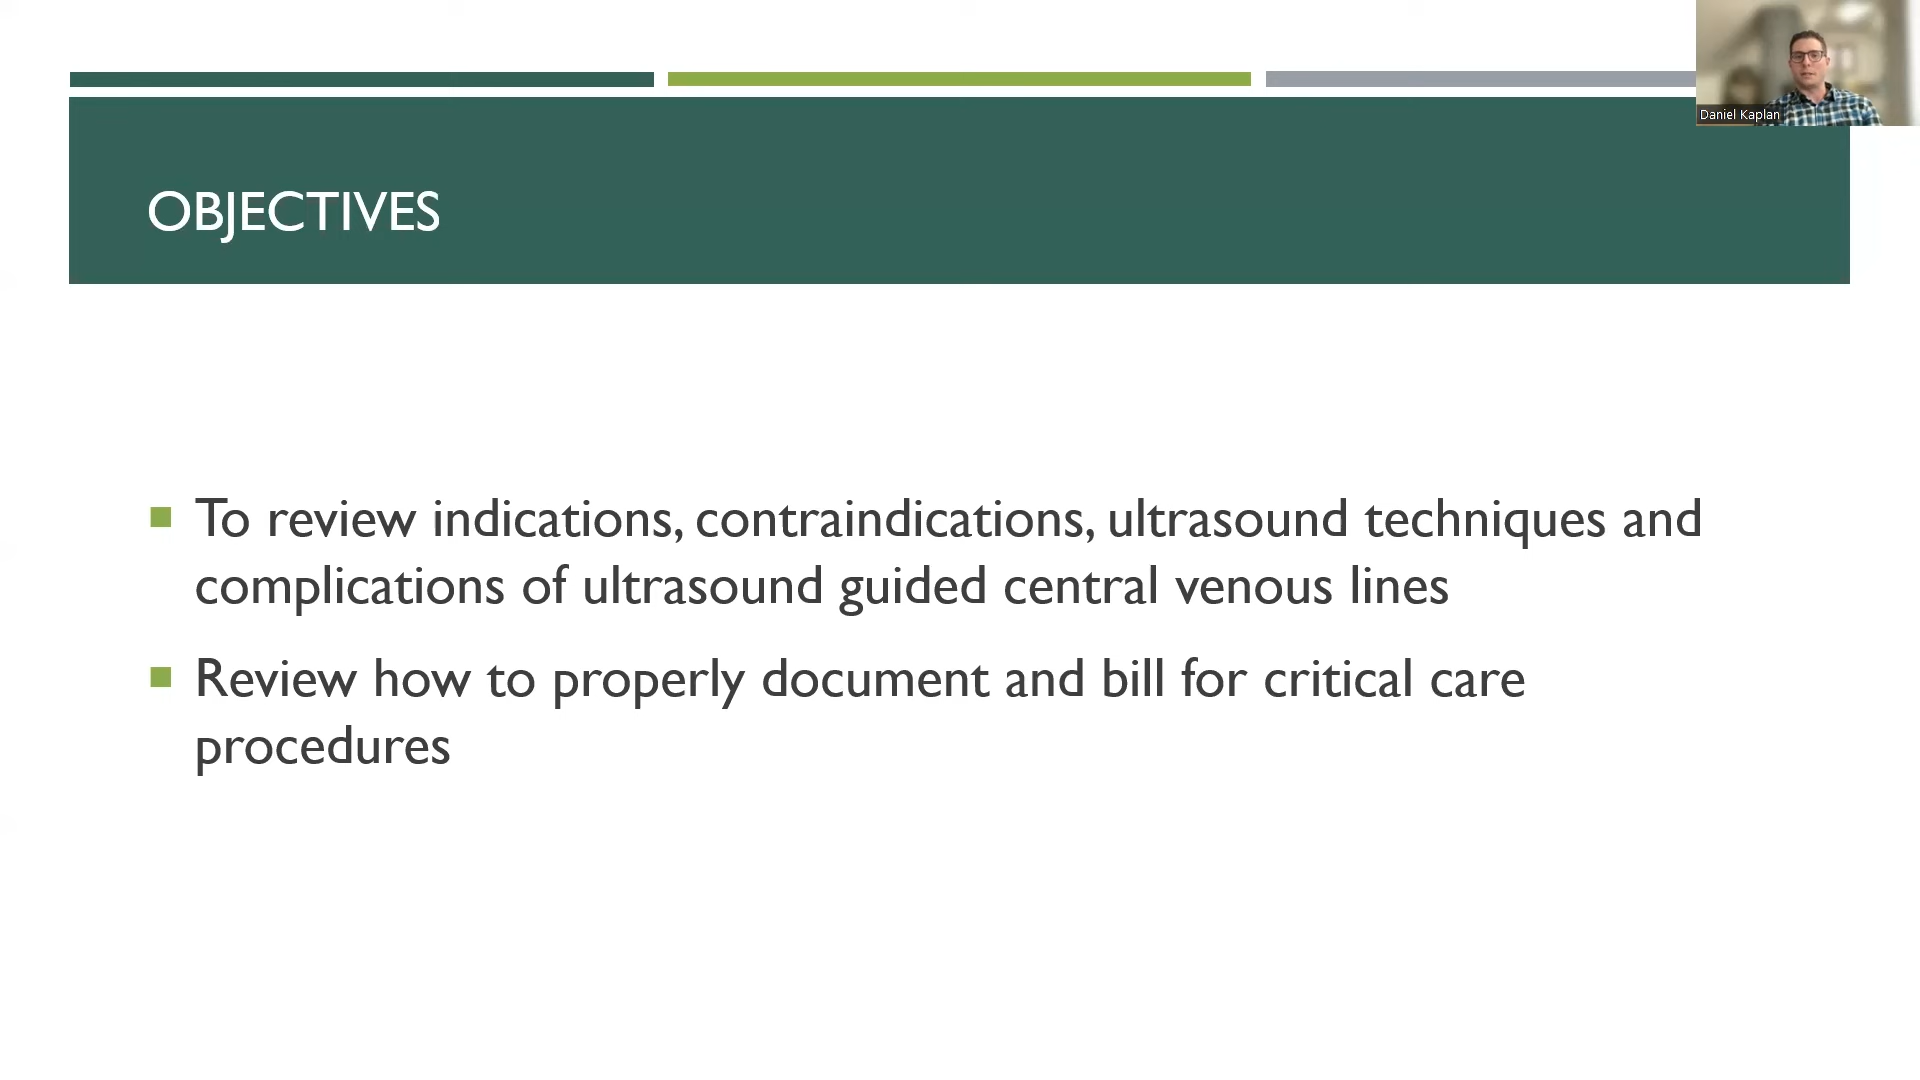 Daniel Kaplan
OBJECTIVES
To review indications, contraindications, ultrasound techniques and
complications of ultrasound guided central venous lines
Review how to properly document and bill for critical care
procedures